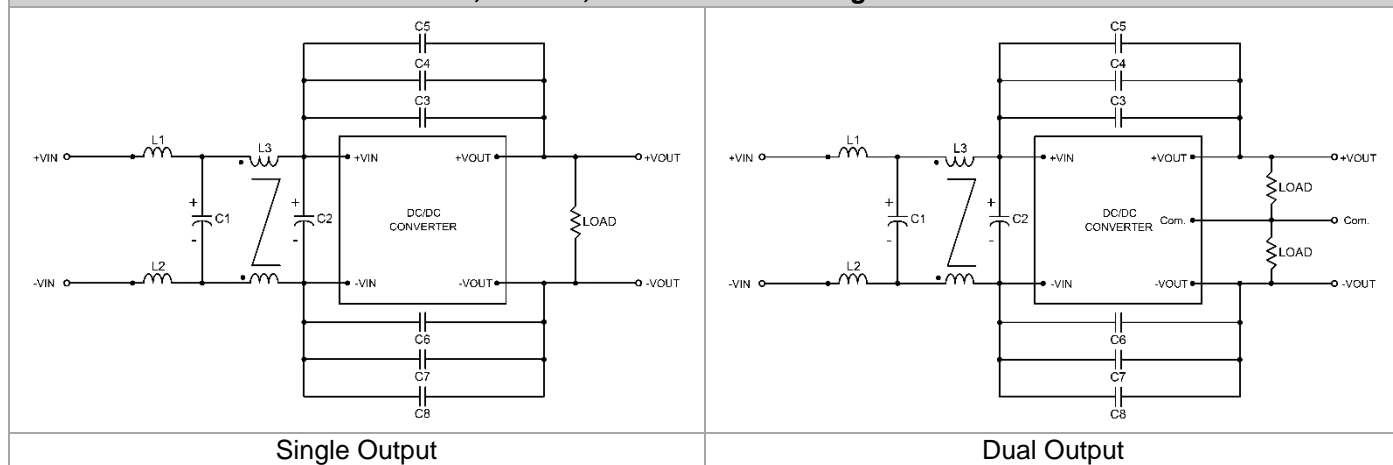 C5
C4
C3
L1
L3
+VIN
+VIN
+VOUT
+VOUT
+
C1
-
+
C2
-
DC/DC
CONVERTER
LOAD
L2
-VIN
-VIN
-VOUT
-VOUT
C6
C7
C8
C5
C4
C3
L1
L3
+VIN
+VIN
+VOUT
+VOUT
LOAD
+
C1
-
+
C2
-
DC/DC
CONVERTER
Com.
Com.
LOAD
L2
-VIN
-VIN
-VOUT
-VOUT
C6
C7
C8
Single Output
Dual Output